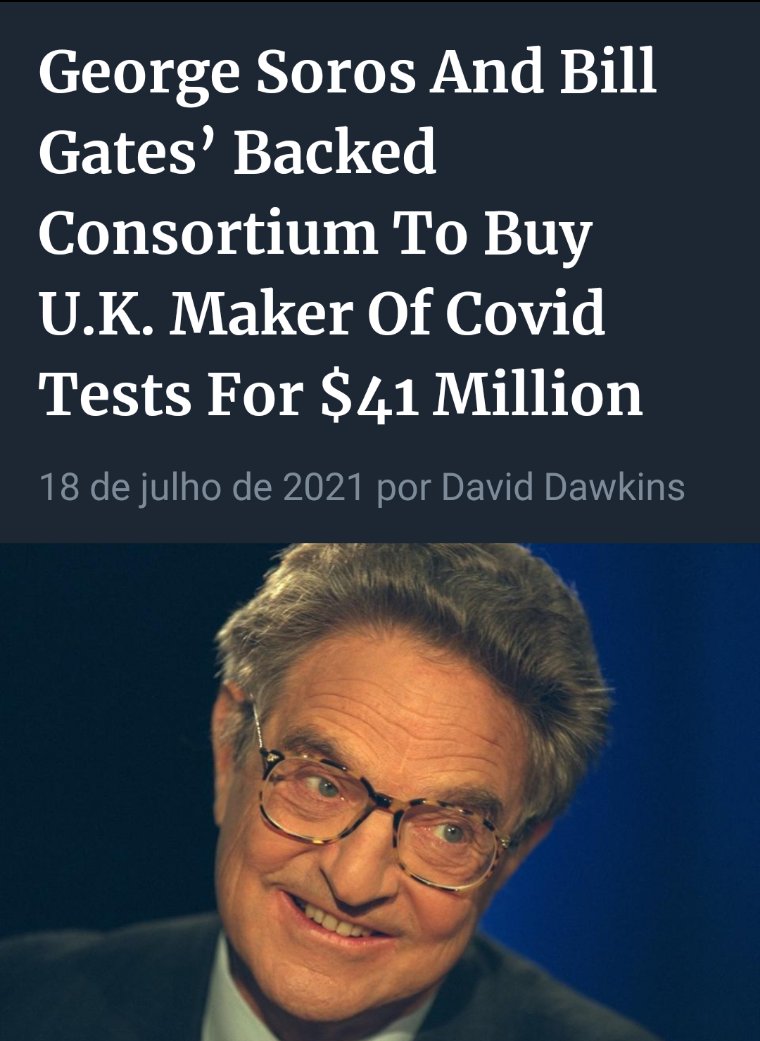 George Soros And Bill
Gates’ Backed
Consortium To Buy
U.K. Maker Of Covid
Tests For $41 Million
18 de julho de 2021 por David Dawkins